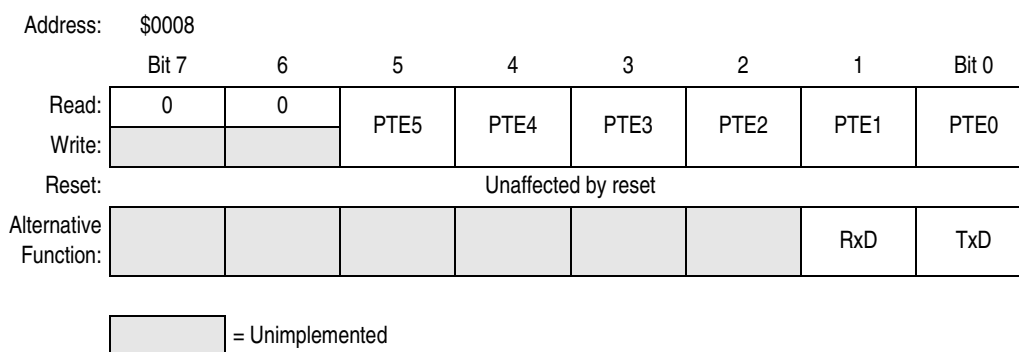 Address: $0008
Bit 7 6 5 4 3 2 1 Bit 0
Read: 0 0 PTE5 PTE4 PTE3 PTE2 PTE1 PTE0
Write:
Reset: Unaffected by reset
Alternative
Function: RxD TxD
= Unimplemented